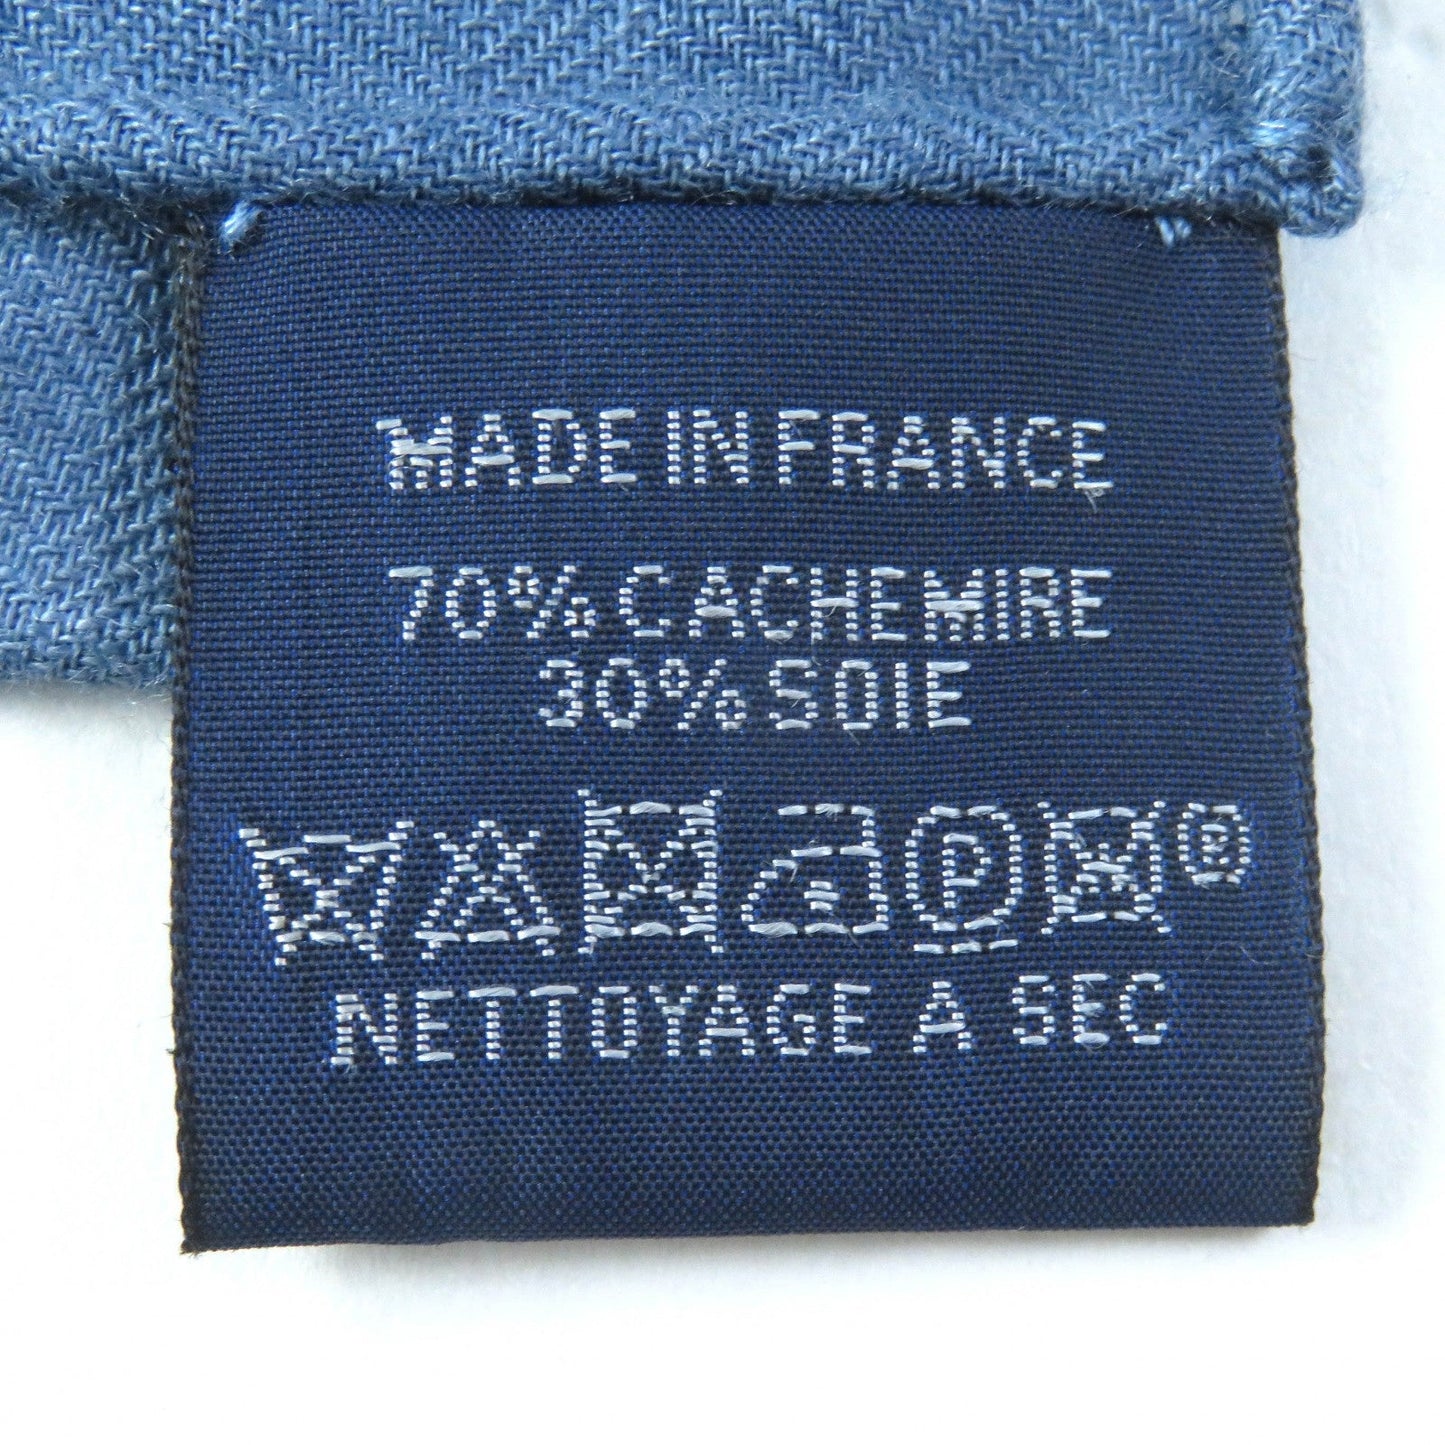 MADE IN FRANCE
70% CACHEMIRE
30% SOIE
P ®
NETTOYAGE A SEC